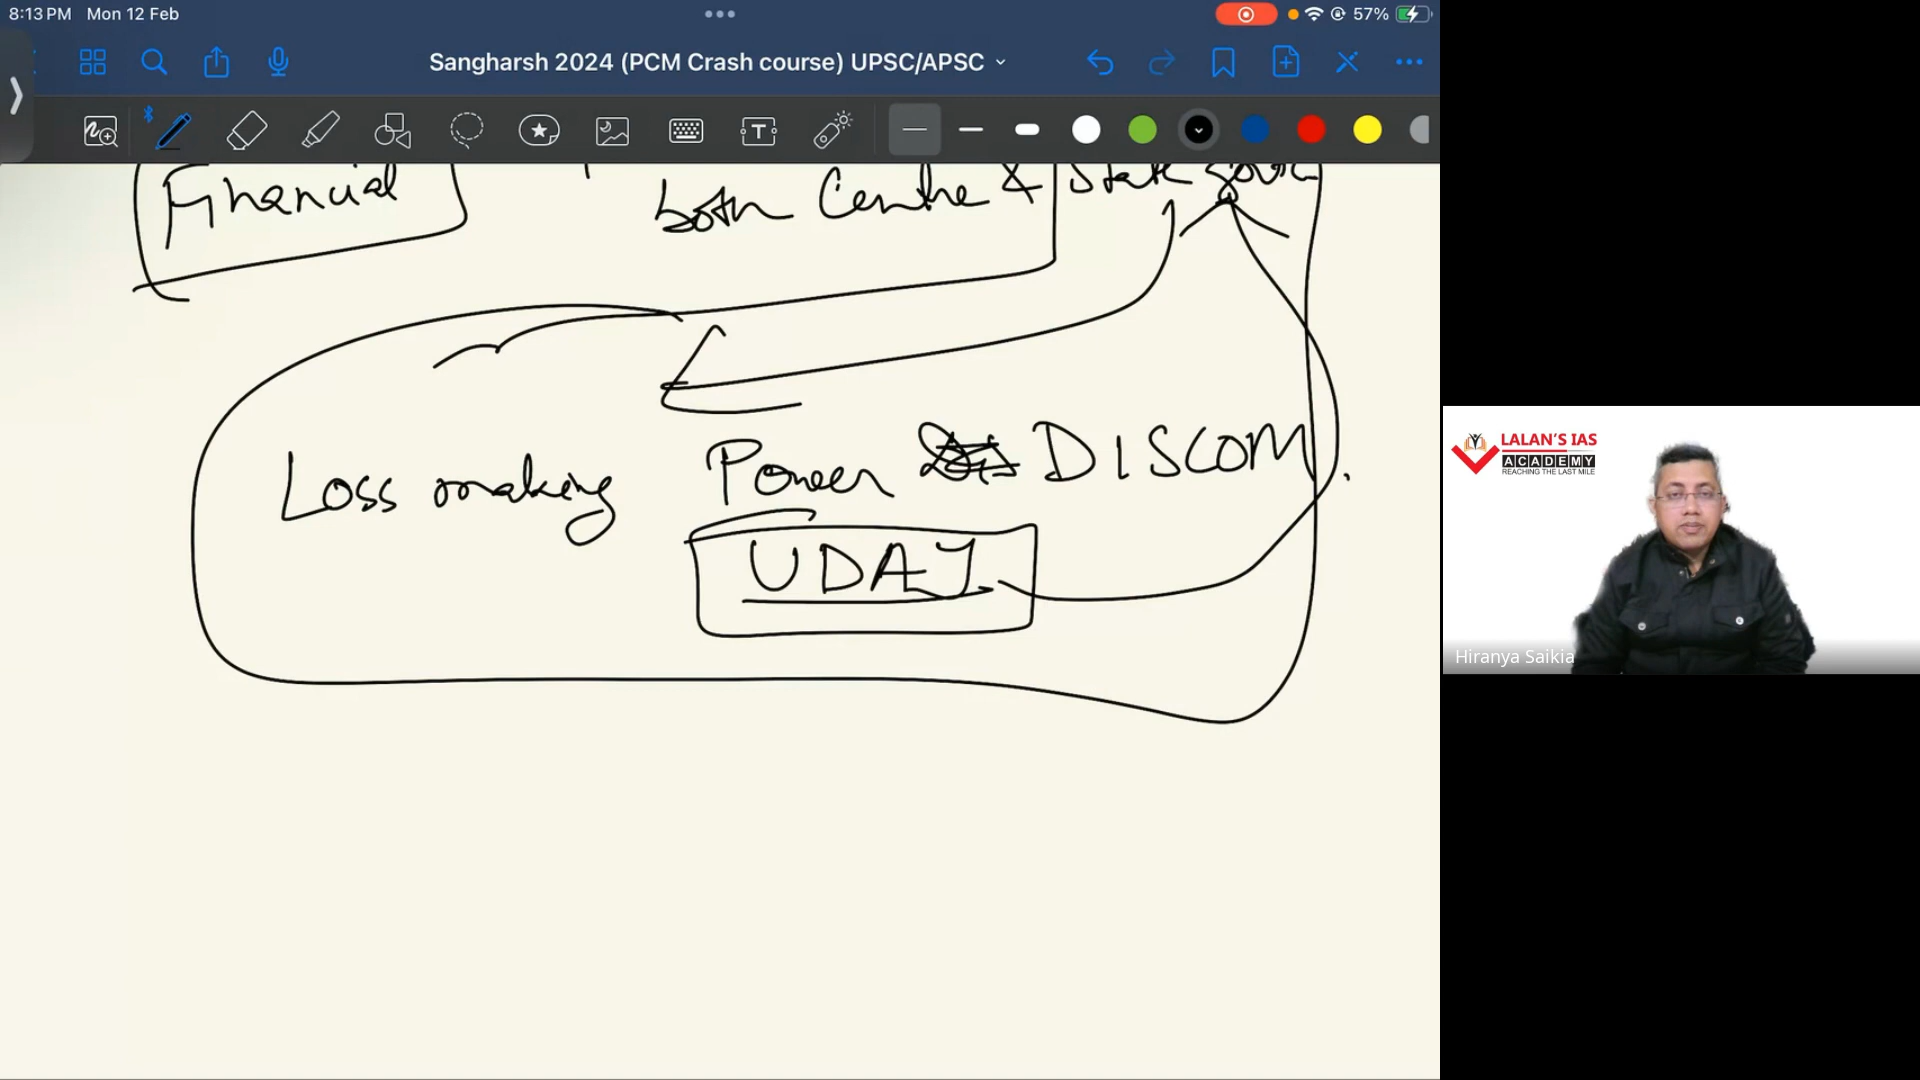 8:13 PM Mon 12 Feb
57%
Sangharsh 2024 (PCM Crash course) UPSC/APSC
T
Financial
both Centre & State
Loss making Power DISCOM.
UDAY
LALAN'S IAS
ACADEMY
REACHING THE LAST MILE
Hiranya Saikia